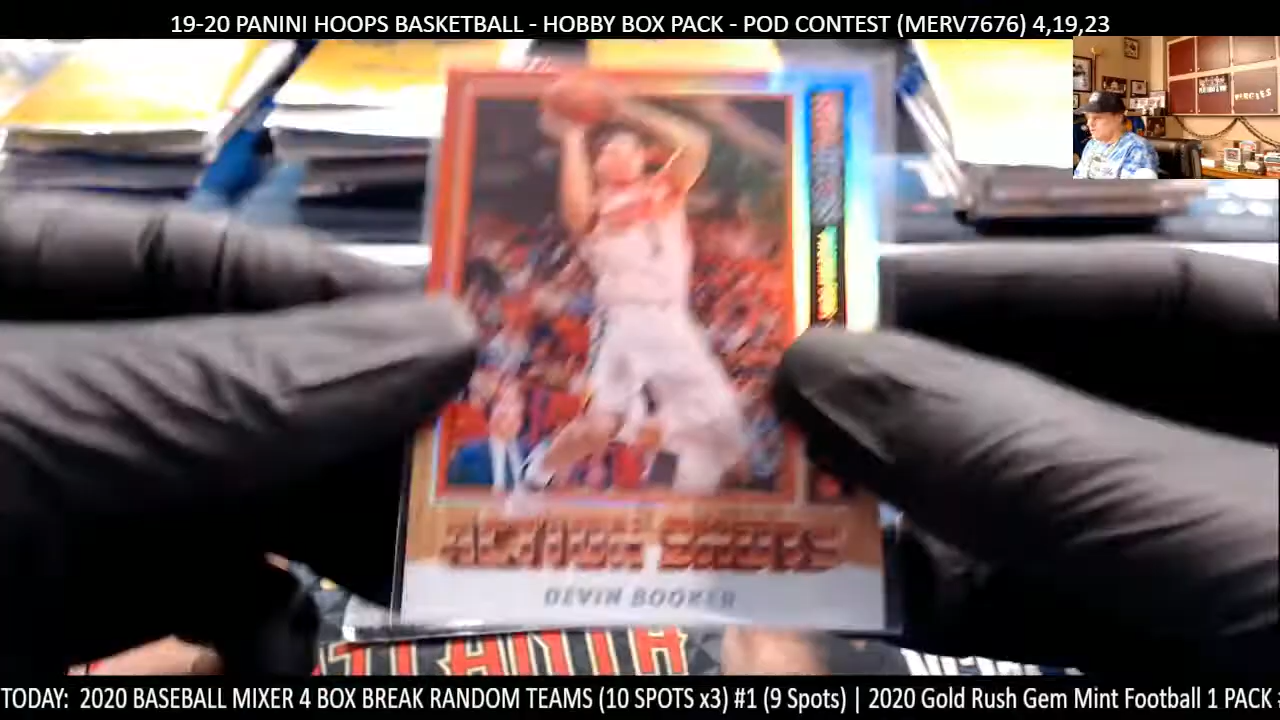 19-20 PANINI HOOPS BASKETBALL - HOBBY BOX PACK - POD CONTEST (MERV7676) 4,19,23
ACTION SHOTS
DEVIN BOOKER
ATLANTA
TODAY: 2020 BASEBALL MIXER 4 BOX BREAK RANDOM TEAMS (10 SPOTS x3) #1 (9 Spots) | 2020 Gold Rush Gem Mint Football 1 PACK